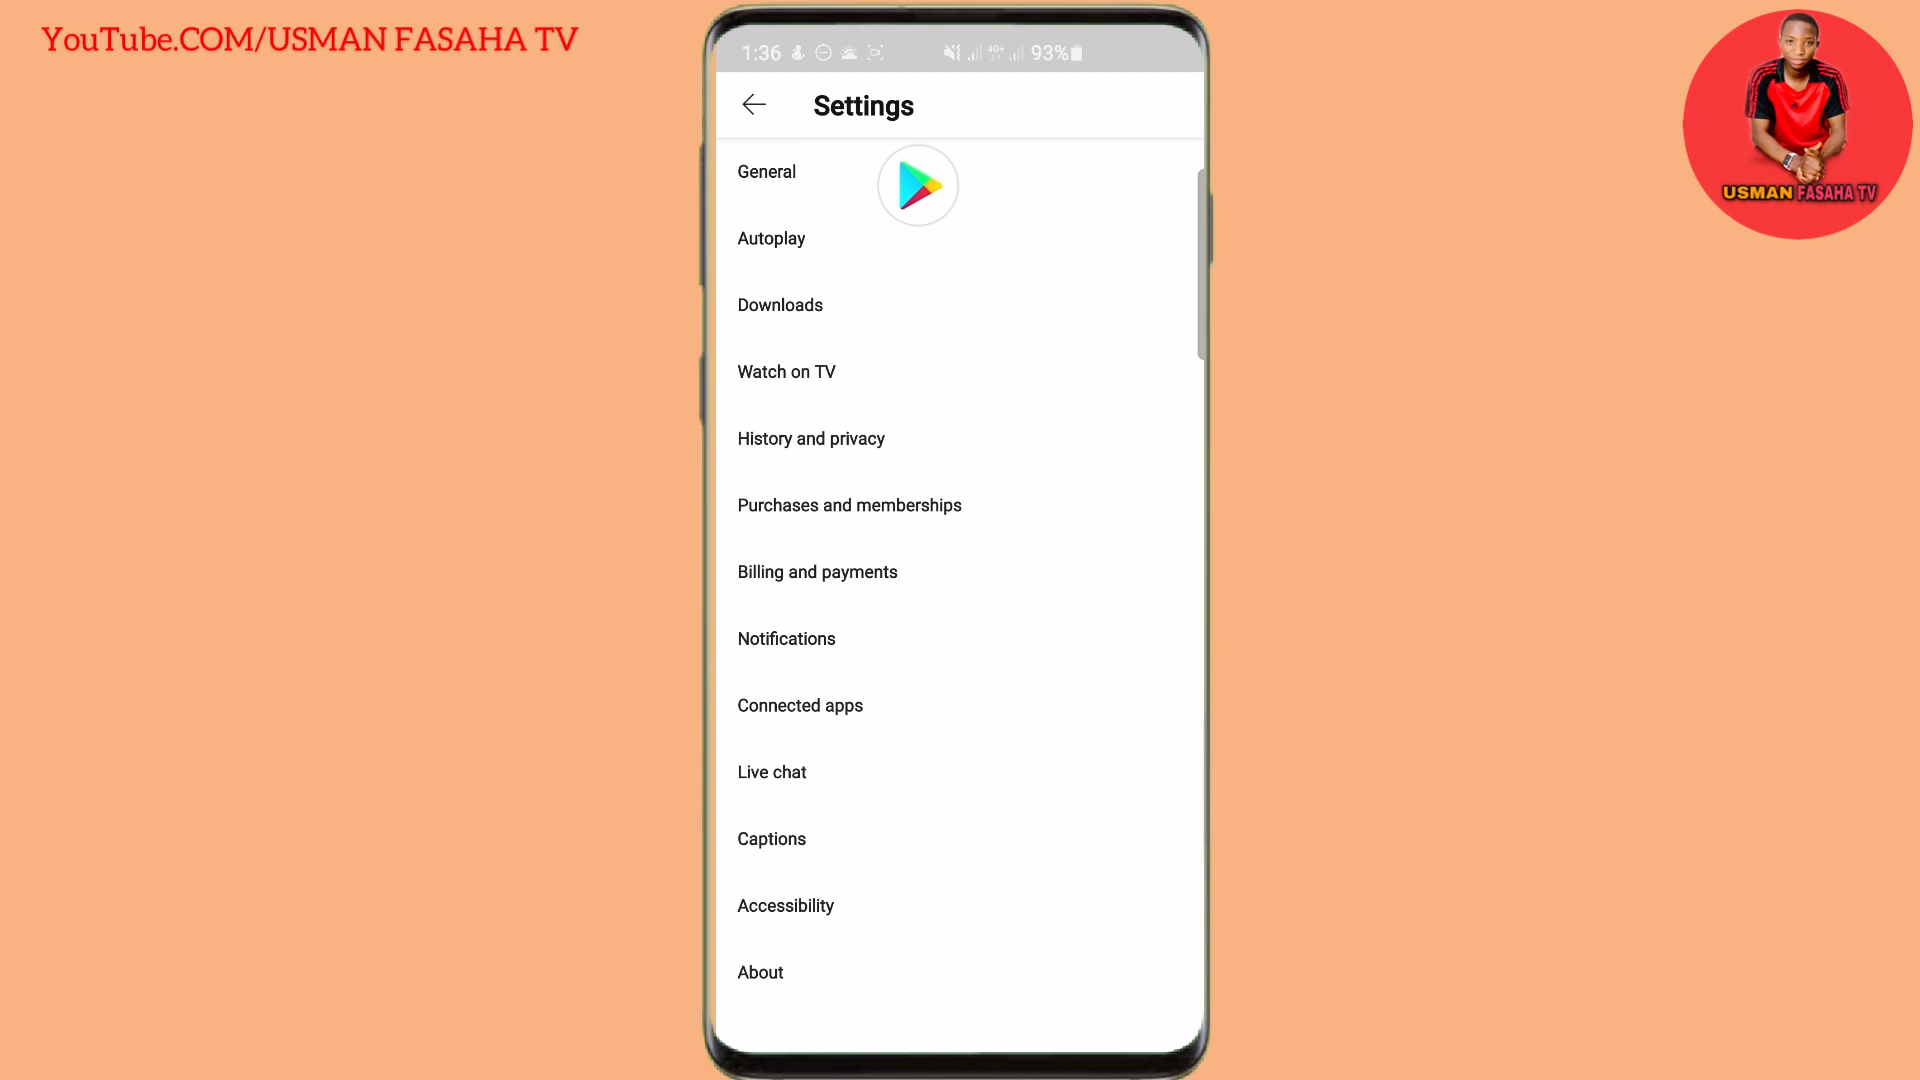 YouTube.COM/USMAN FASAHA TV
1:36
4G+
93%
Settings
General
Autoplay
Downloads
Watch on TV
History and privacy
Purchases and memberships
Billing and payments
Notifications
Connected apps
Live chat
Captions
Accessibility
About
USMAN FASAHA TV